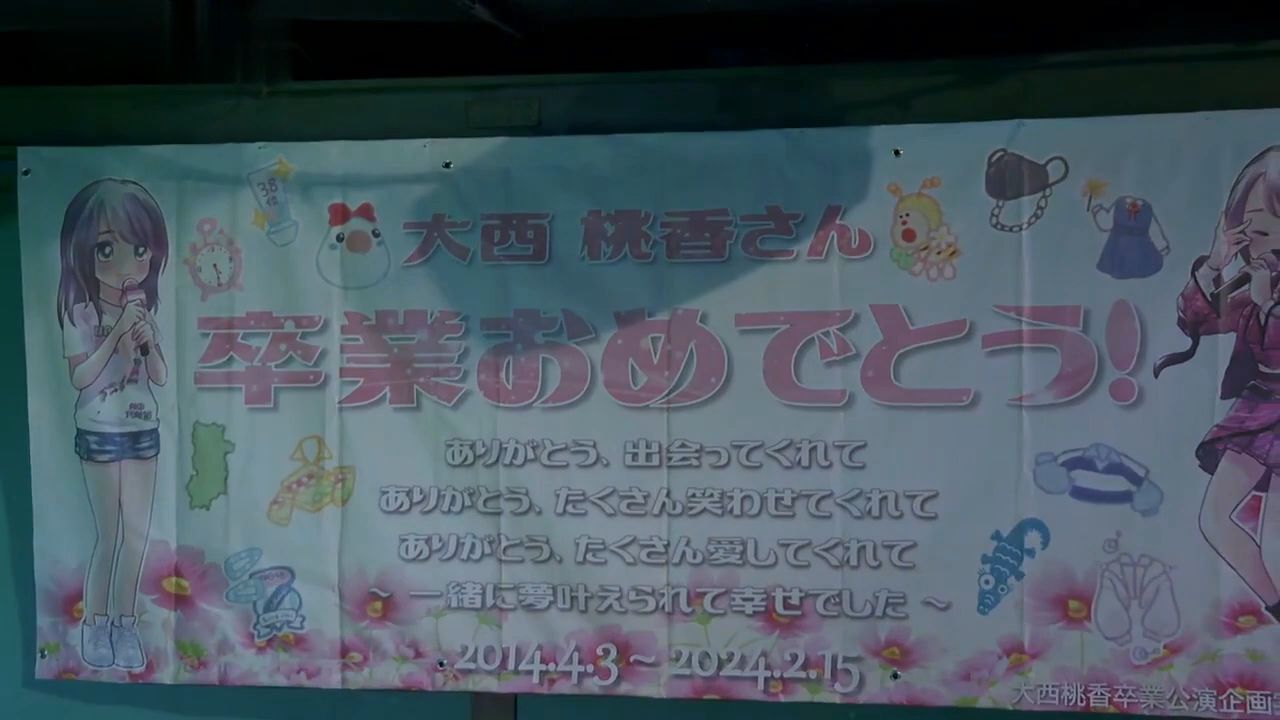 38位
大西 桃香さん
卒業おめでとう!
ありがとう、出会ってくれて
ありがとう、たくさん笑わせてくれて
ありがとう、たくさん愛してくれて
~ 一緒に夢叶えられて幸せでした ~
2014.4.3~2024.2.15
大西桃香卒業公演企画